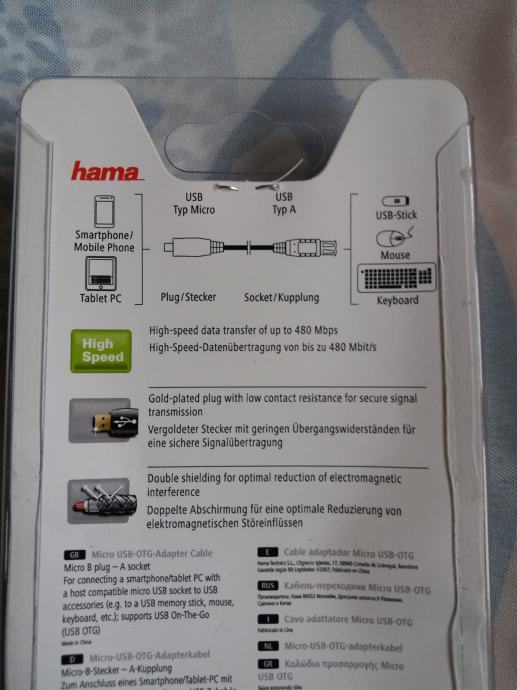 hama
USB
Typ Micro
USB
Typ A
USB-Stick
Smartphone/
Mobile Phone
Mouse
Tablet PC
Plug/Stecker
Socket/Kupplung
Keyboard
High
Speed
High-speed data transfer of up to 480 Mbps
High-Speed-Datenübertragung von bis zu 480 Mbit/s
Gold-plated plug with low contact resistance for secure signal
transmission
Vergoldeter Stecker mit geringen Übergangswiderständen für
eine sichere Signalübertragung
Double shielding for optimal reduction of electromagnetic
interference
Doppelte Abschirmung für eine optimale Reduzierung von
elektromagnetischen Störeinflüssen
GB Micro USB-OTG-Adapter Cable
Micro B plug – A socket
For connecting a smartphone/tablet PC with
a host compatible micro USB socket to USB
accessories (e.g. to a USB memory stick, mouse,
keyboard, etc.); supports USB On-The-Go
(USB OTG)
Made in China
D Micro-USB-OTG-Adapterkabel
Micro-B-Stecker – A-Kupplung
Zum Anschluss eines Smartphone/Tablet-PC mit
E Cable adaptador Micro USB-OTG
Fabricado en China
RUS Кабель-переходник Micro USB-OTG
Сделано в Китае
I Cavo adattatore Micro USB-OTG
Fabbricato in Cina
NL Micro-USB-OTG-adapterkabel
GR Καλώδιο προσαρμογής Micro
USB OTG